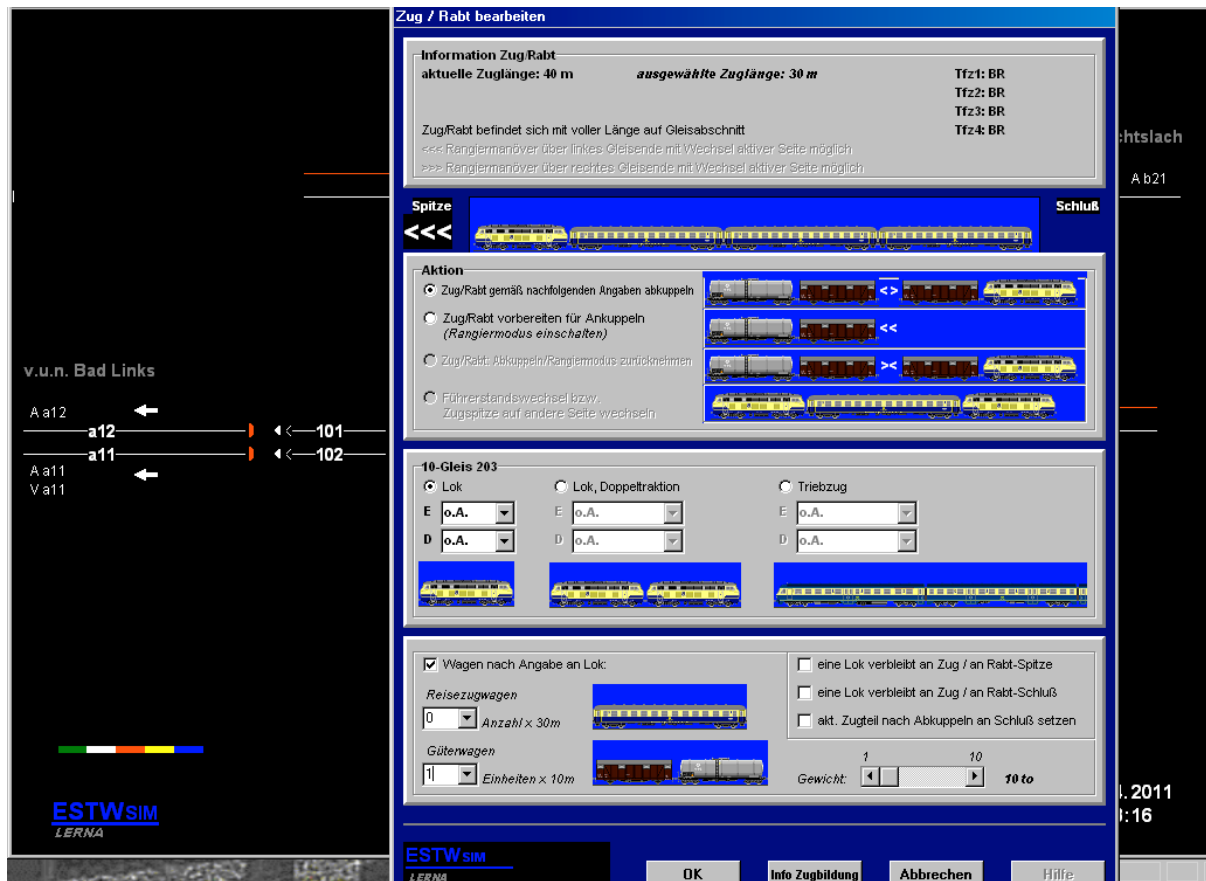 Zug / Rabt bearbeiten
Information Zug/Rabt
aktuelle Zuglänge: 40 m ausgewählte Zuglänge: 30 m Tfz1: BR
Tfz2: BR
Tfz3: BR
Zug/Rabt befindet sich mit voller Länge auf Gleisabschnitt Tfz4: BR
<<< Rangiermanöver über linkes Gleisende mit Wechsel aktiver Seite möglich
>>> Rangiermanöver über rechtes Gleisende mit Wechsel aktiver Seite möglich
chtslach
A b21
Spitze Schluß
<<<
Aktion
Zug/Rabt gemäß nachfolgenden Angaben abkuppeln <>
Zug/Rabt vorbereiten für Ankuppeln
(Rangiermodus einschalten) <<
Zug/Rabt: Abkuppeln/Rangiermodus zurücknehmen ><
Führerstandswechsel bzw.
Zugspitze auf andere Seite wechseln
v.u.n. Bad Links
A a12
a12 101
a11 102
A a11
V a11
10-Gleis 203
Lok Lok, Doppeltraktion Triebzug
E o.A. E o.A. E o.A.
D o.A. D o.A. D o.A.
Wagen nach Angabe an Lok: eine Lok verbleibt an Zug / an Rabt-Spitze
Reisezugwagen eine Lok verbleibt an Zug / an Rabt-Schluß
0 Anzahl x 30m akt. Zugteil nach Abkuppeln an Schluß setzen
Güterwagen 1 10
1 Einheiten x 10m Gewicht: 10 to
.2011
:16
ESTWSIM
LERNA
ESTWSIM
LERNA
OK Info Zugbildung Abbrechen Hilfe